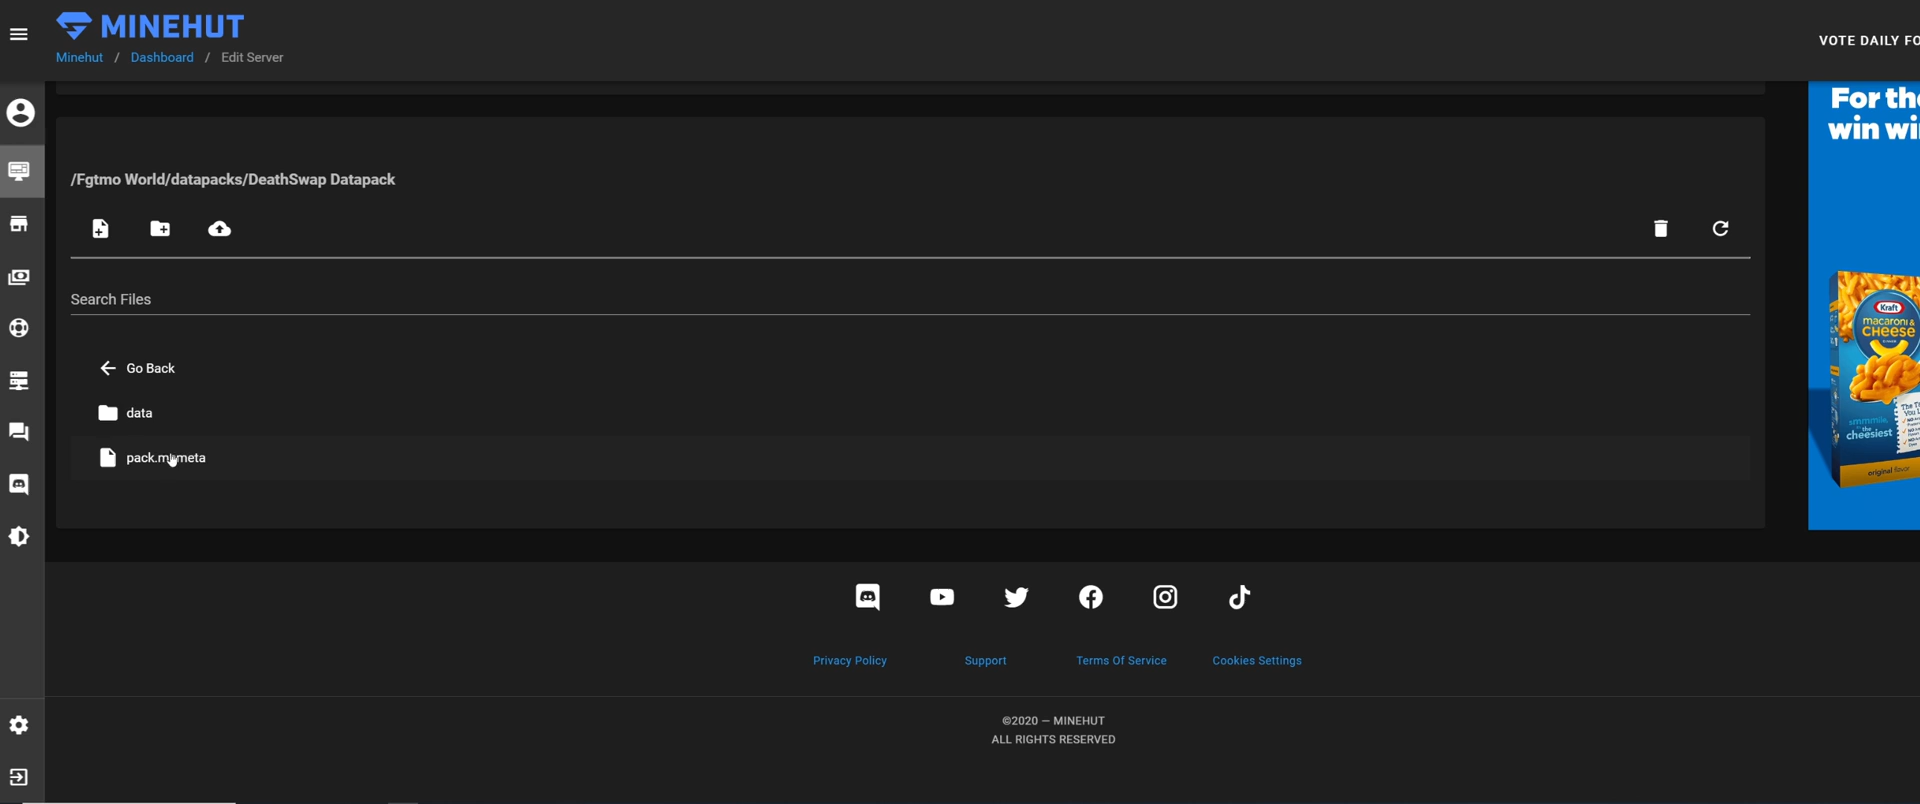 MINEHUT
Minehut / Dashboard / Edit Server
VOTE DAILY FO
For the
win wi
/Fgtmo World/datapacks/DeathSwap Datapack
Search Files
Go Back
data
pack.mcmeta
Kraft
macaroni &
CHEESE
smmmile,
it's the
cheesiest
original flavor
Privacy Policy Support Terms Of Service Cookies Settings
©2020 — MINEHUT
ALL RIGHTS RESERVED